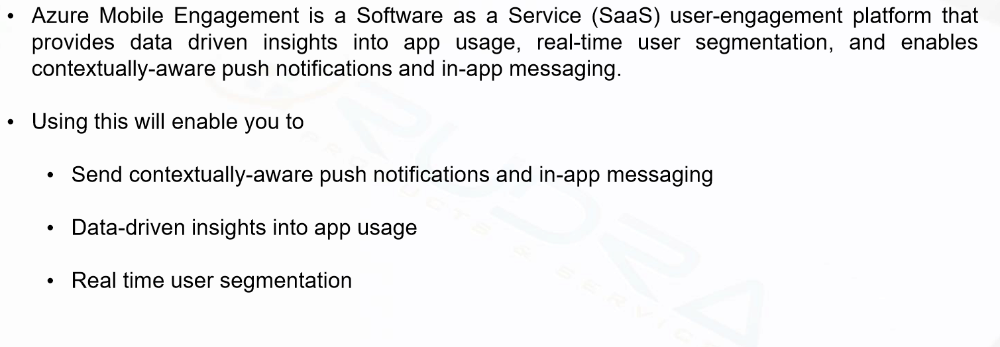 • Azure Mobile Engagement is a Software as a Service (SaaS) user-engagement platform that
provides data driven insights into app usage, real-time user segmentation, and enables
contextually-aware push notifications and in-app messaging.
• Using this will enable you to
• Send contextually-aware push notifications and in-app messaging
• Data-driven insights into app usage
• Real time user segmentation
RUDRA